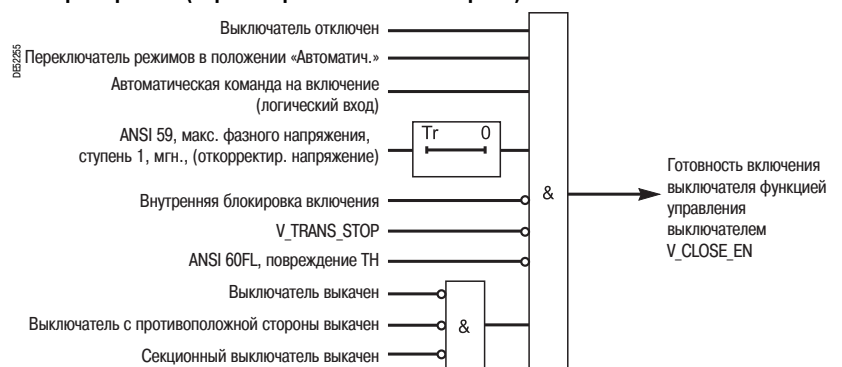 Выключатель отключен
DE52255
Переключатель режимов в положении «Автоматич.»
Автоматическая команда на включение
(логический вход)
ANSI 59, макс. фазного напряжения,
ступень 1, мгн., (откорректир. напряжение)
Tr 0
Внутренняя блокировка включения
V_TRANS_STOP
ANSI 60FL, повреждение ТН
Выключатель выкачен
Выключатель с противоположной стороны выкачен
Секционный выключатель выкачен
&
&
Готовность включения
выключателя функцией
управления
выключателем
V_CLOSE_EN